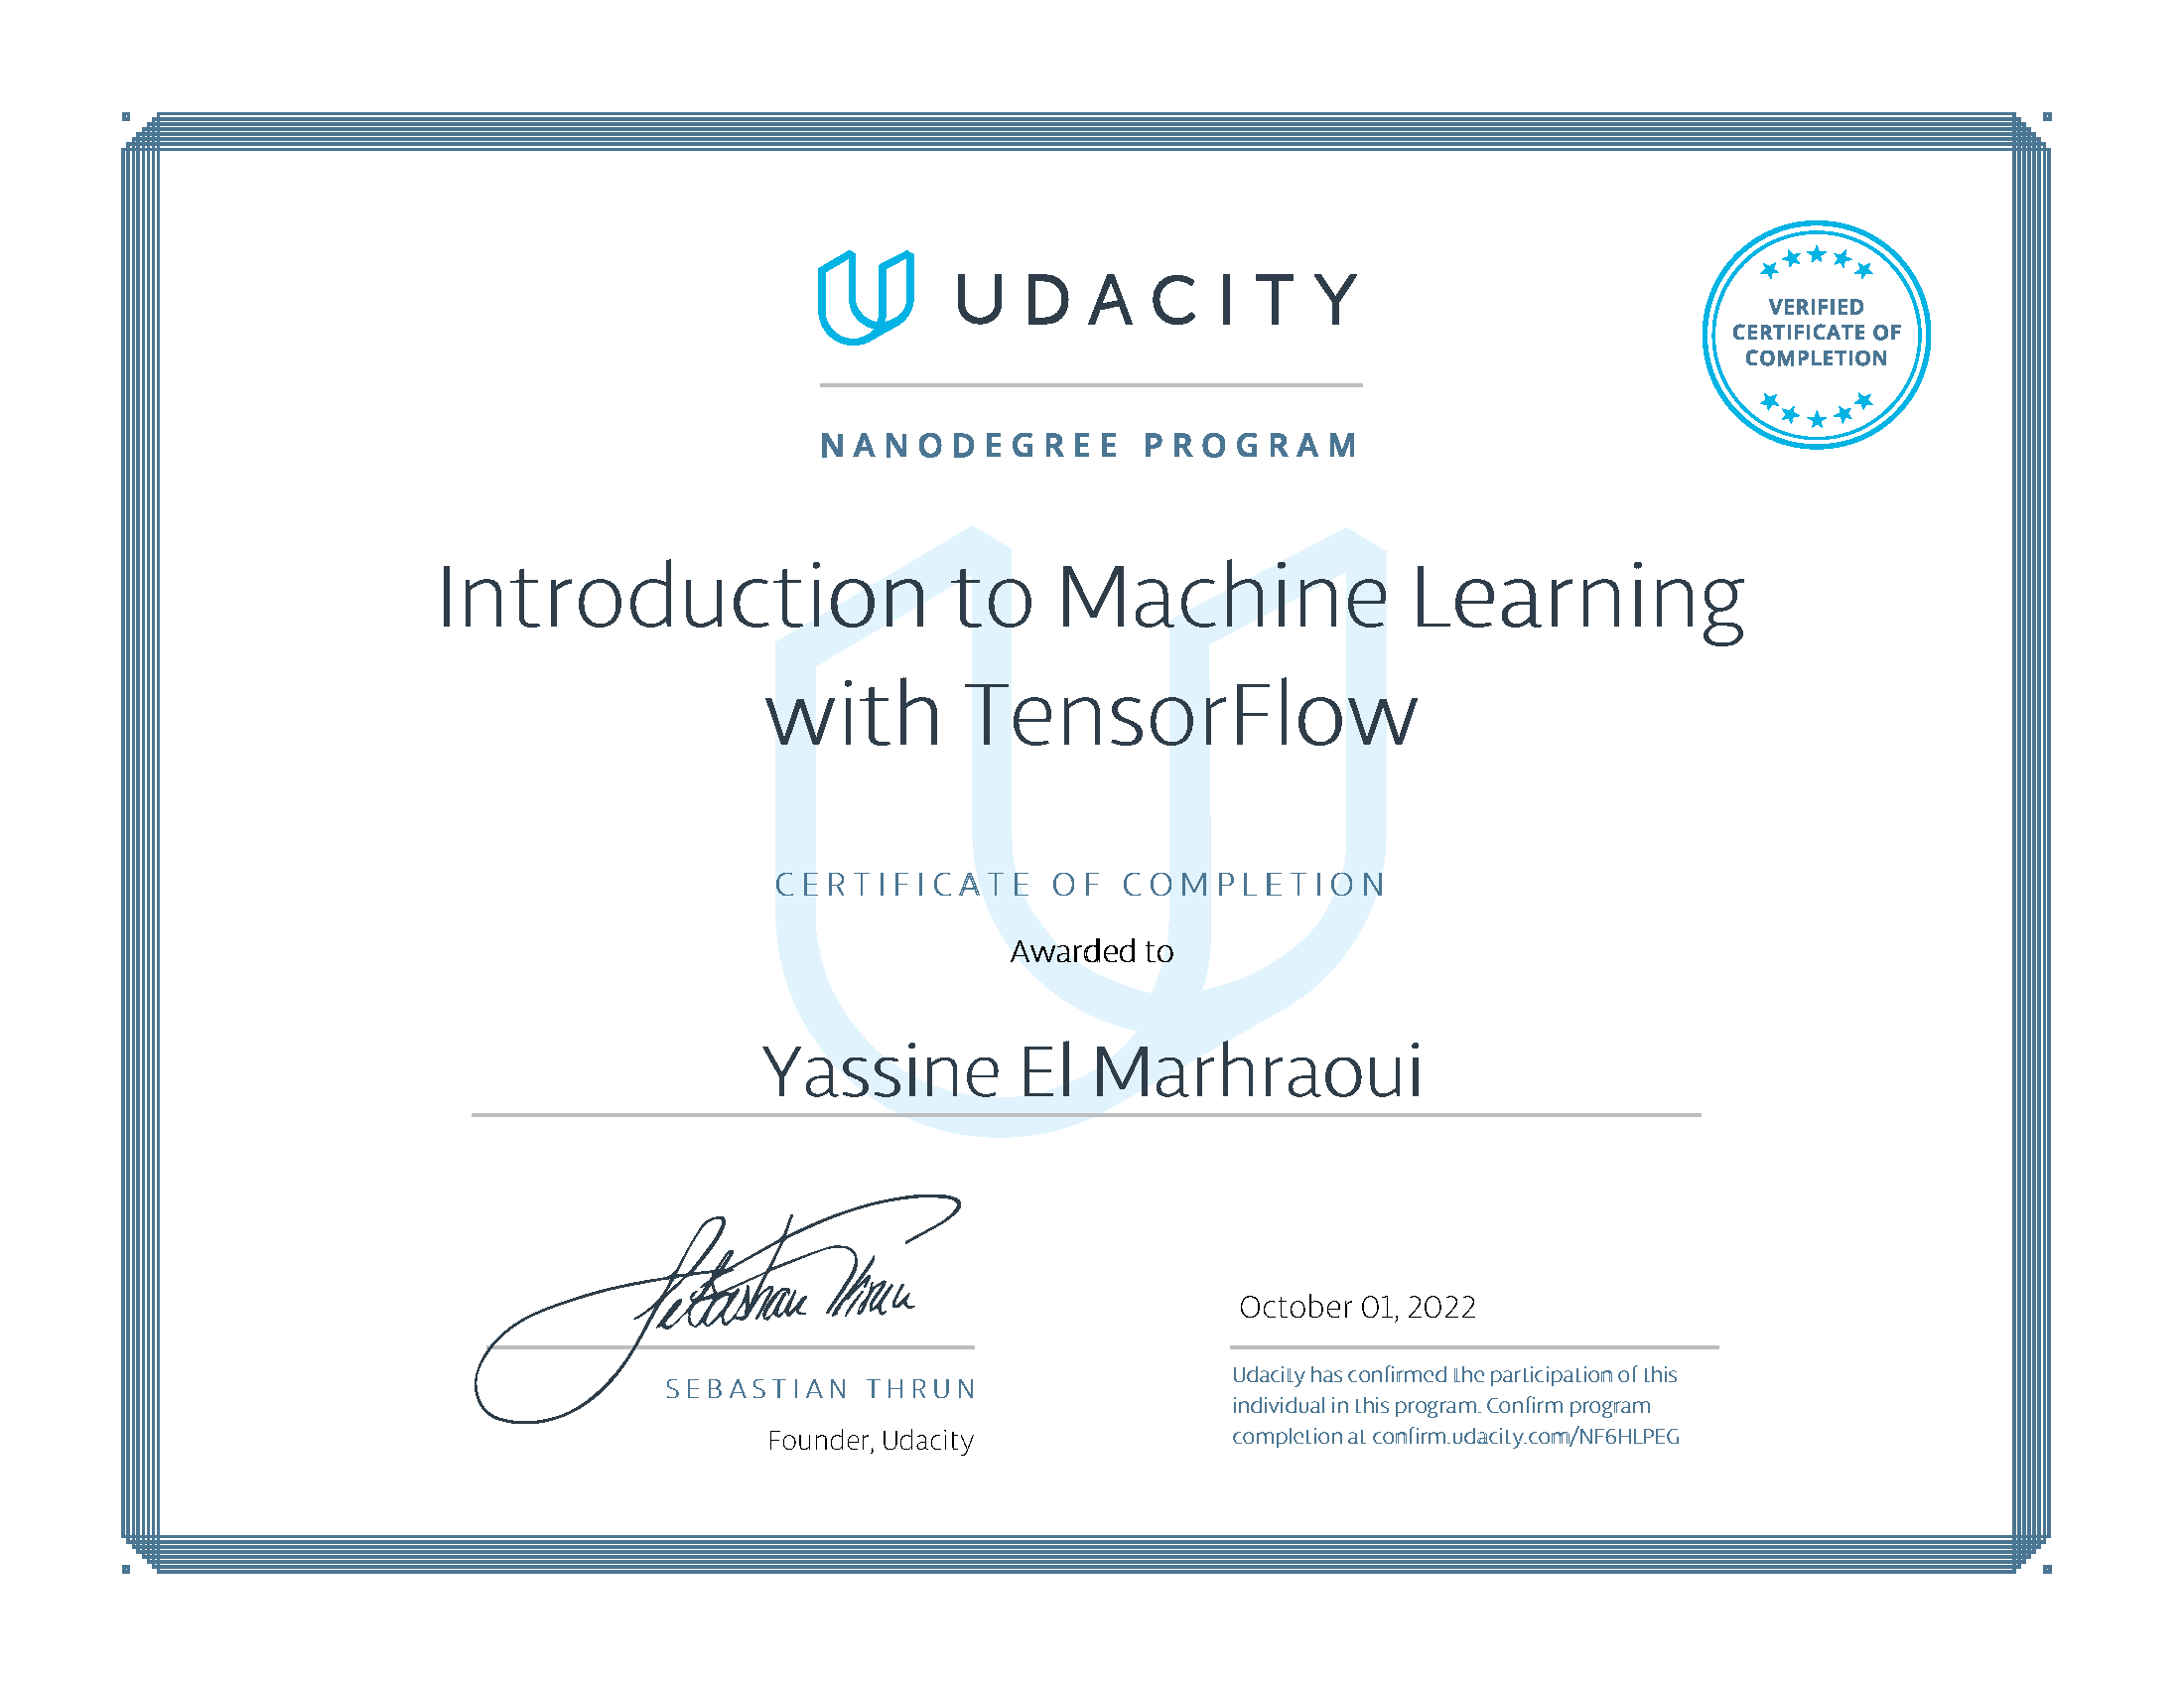 UDACITY
VERIFIED
CERTIFICATE OF
COMPLETION
NANODEGREE PROGRAM
Introduction to Machine Learning
with TensorFlow
CERTIFICATE OF COMPLETION
Awarded to
Yassine El Marhraoui
Sebastian Thrun
SEBASTIAN THRUN
Founder, Udacity
October 01, 2022
Udacity has confirmed the participation of this
individual in this program. Confirm program
completion at confirm.udacity.com/NF6HLPEG